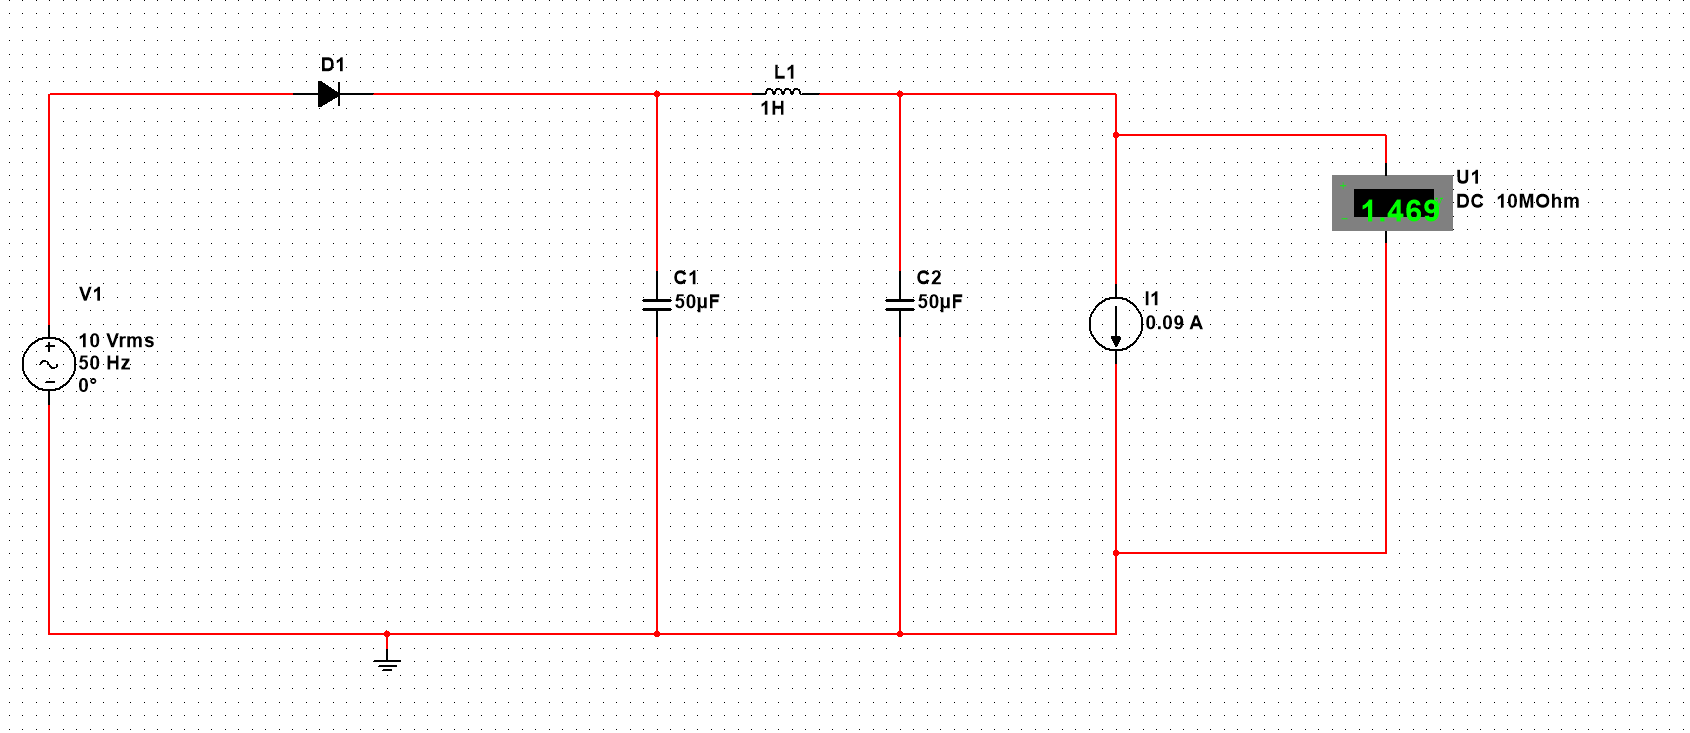 D1
L1
1H
U1
DC 10MOhm
1.469
C1
50µF
C2
50µF
V1
I1
0.09 A
10 Vrms
50 Hz
0°